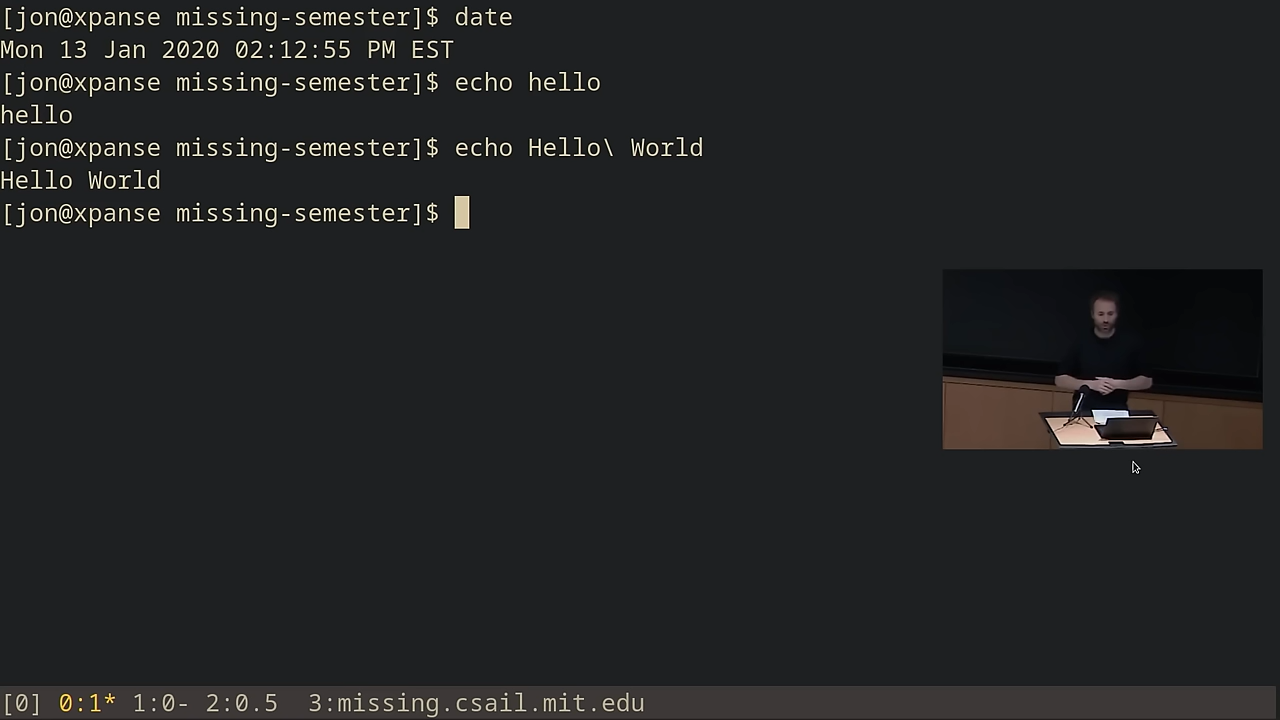 [jon@xpanse missing-semester]$ date
Mon 13 Jan 2020 02:12:55 PM EST
[jon@xpanse missing-semester]$ echo hello
hello
[jon@xpanse missing-semester]$ echo Hello\ World
Hello World
[jon@xpanse missing-semester]$
[0] 0:1* 1:0- 2:0.5  3:missing.csail.mit.edu